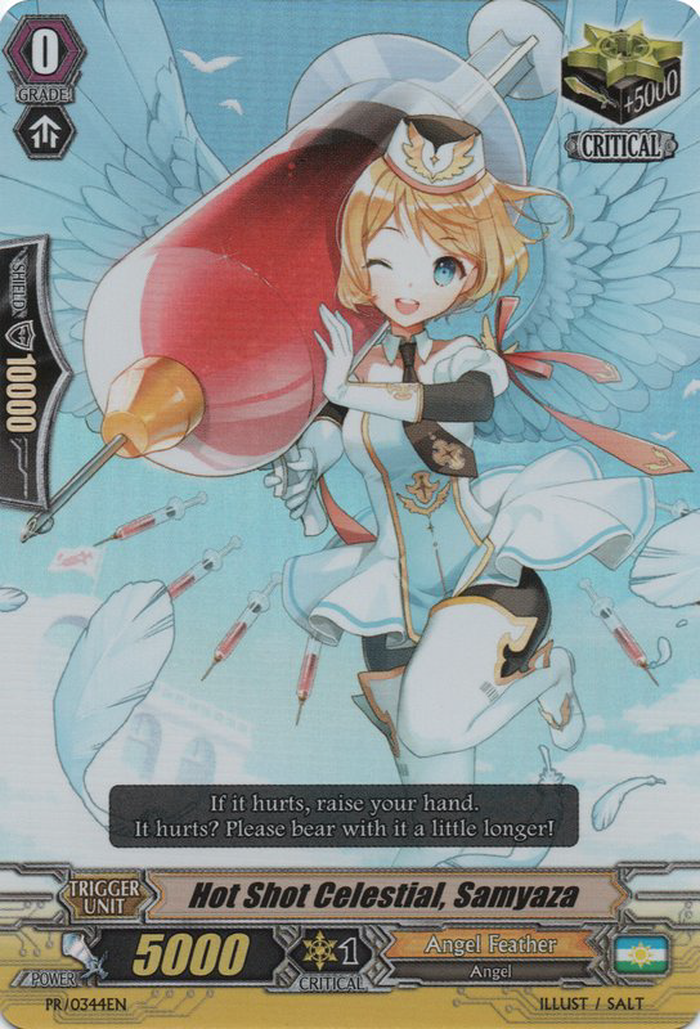 0
GRADE
+5000
CRITICAL
SHIELD
10000
If it hurts, raise your hand.
It hurts? Please bear with it a little longer!
TRIGGER
UNIT
Hot Shot Celestial, Samyaza
POWER
5000
1
CRITICAL
Angel Feather
Angel
PR/0344EN
ILLUST / SALT